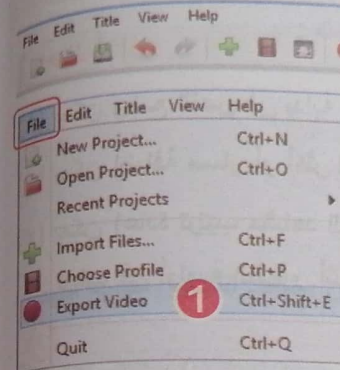 File Edit Title View Help
File Edit Title View Help
New Project... Ctrl+N
Open Project... Ctrl+O
Recent Projects
Import Files... Ctrl+F
Choose Profile Ctrl+P
Export Video 1 Ctrl+Shift+E
Quit Ctrl+Q